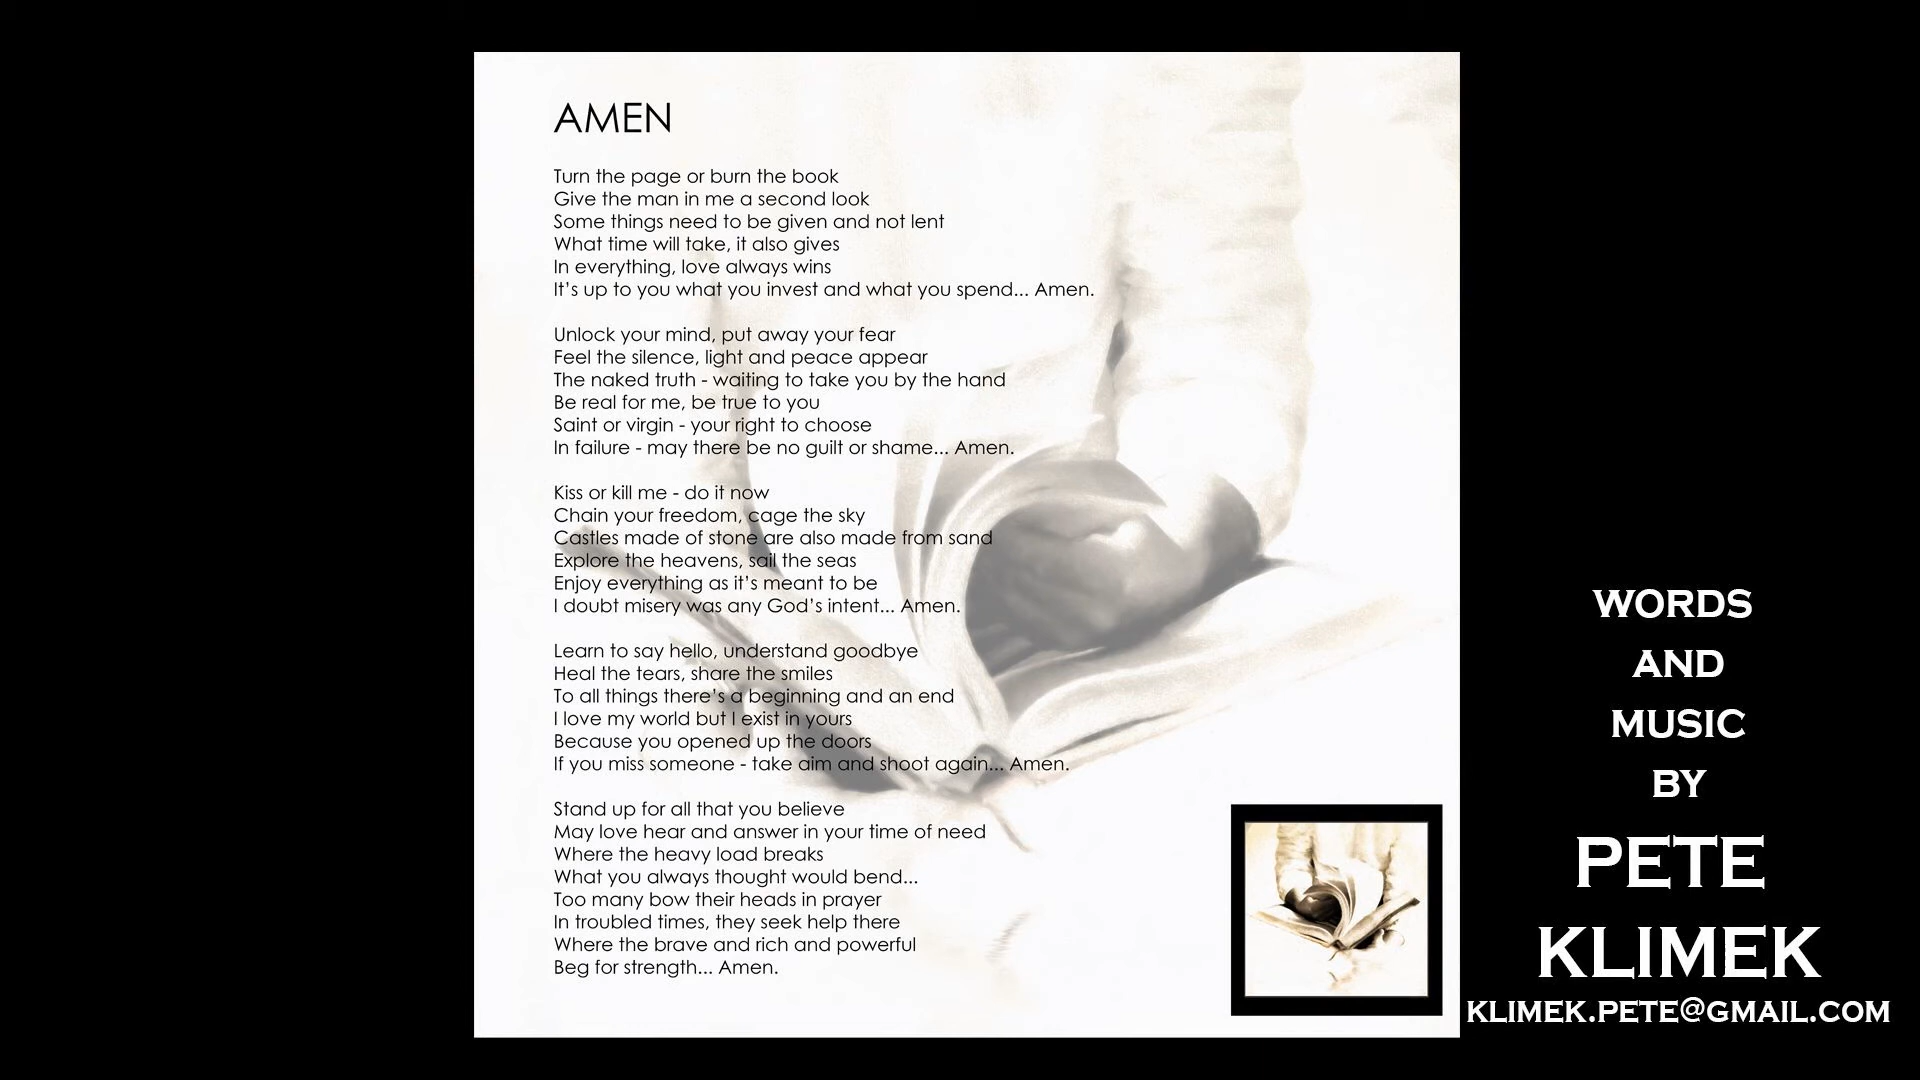 AMEN
Turn the page or burn the book
Give the man in me a second look
Some things need to be given and not lent
What time will take, it also gives
In everything, love always wins
It's up to you what you invest and what you spend... Amen.
Unlock your mind, put away your fear
Feel the silence, light and peace appear
The naked truth - waiting to take you by the hand
Be real for me, be true to you
Saint or virgin - your right to choose
In failure - may there be no guilt or shame... Amen.
Kiss or kill me - do it now
Chain your freedom, cage the sky
Castles made of stone are also made from sand
Explore the heavens, sail the seas
Enjoy everything as it's meant to be
I doubt misery was any God's intent... Amen.
Learn to say hello, understand goodbye
Heal the tears, share the smiles
To all things there's a beginning and an end
I love my world but I exist in yours
Because you opened up the doors
If you miss someone - take aim and shoot again... Amen.
Stand up for all that you believe
May love hear and answer in your time of need
Where the heavy load breaks
What you always thought would bend...
Too many bow their heads in prayer
In troubled times, they seek help there
Where the brave and rich and powerful
Beg for strength... Amen.
WORDS
AND
MUSIC
BY
PETE
KLIMEK
KLIMEK.PETE@GMAIL.COM